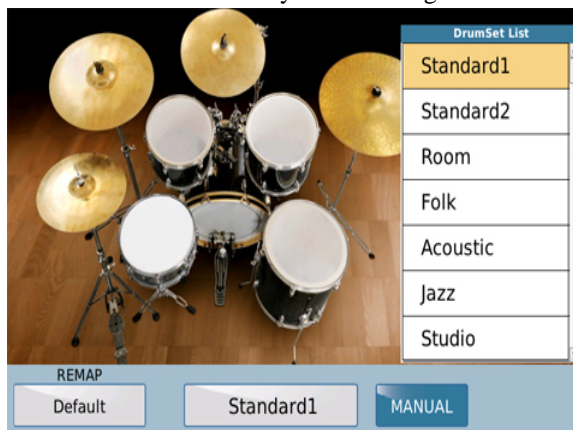 DrumSet List
Standard1
Standard2
Room
Folk
Acoustic
Jazz
Studio
REMAP
Default
Standard1
MANUAL